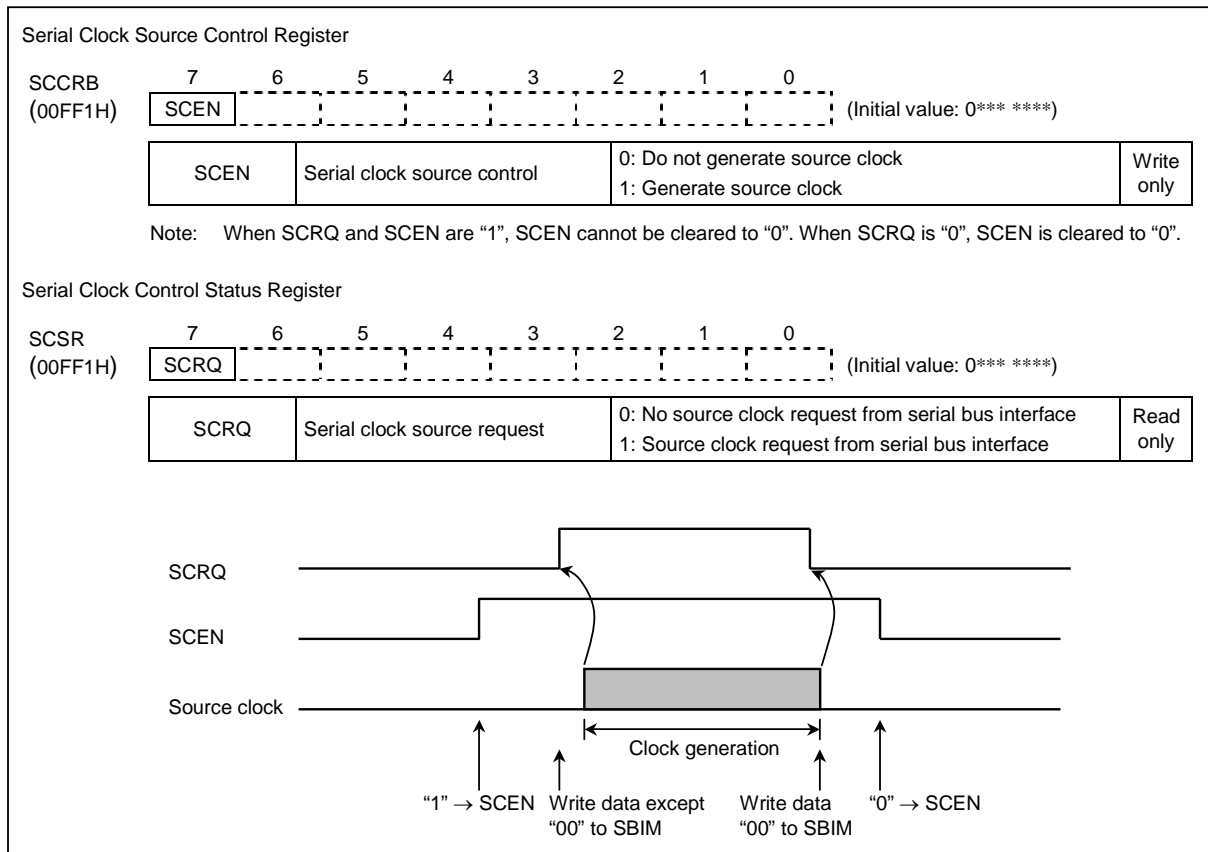 Serial Clock Source Control Register
SCCRB
(00FF1H)
7 6 5 4 3 2 1 0
SCEN
(Initial value: 0*** ****)
SCEN
Serial clock source control
0: Do not generate source clock
1: Generate source clock
Write
only
Note: When SCRQ and SCEN are “1”, SCEN cannot be cleared to “0”. When SCRQ is “0”, SCEN is cleared to “0”.
Serial Clock Control Status Register
SCSR
(00FF1H)
7 6 5 4 3 2 1 0
SCRQ
(Initial value: 0*** ****)
SCRQ
Serial clock source request
0: No source clock request from serial bus interface
1: Source clock request from serial bus interface
Read
only
SCRQ
SCEN
Source clock
Clock generation
“1” → SCEN
Write data except
“00” to SBIM
Write data
“00” to SBIM
“0” → SCEN